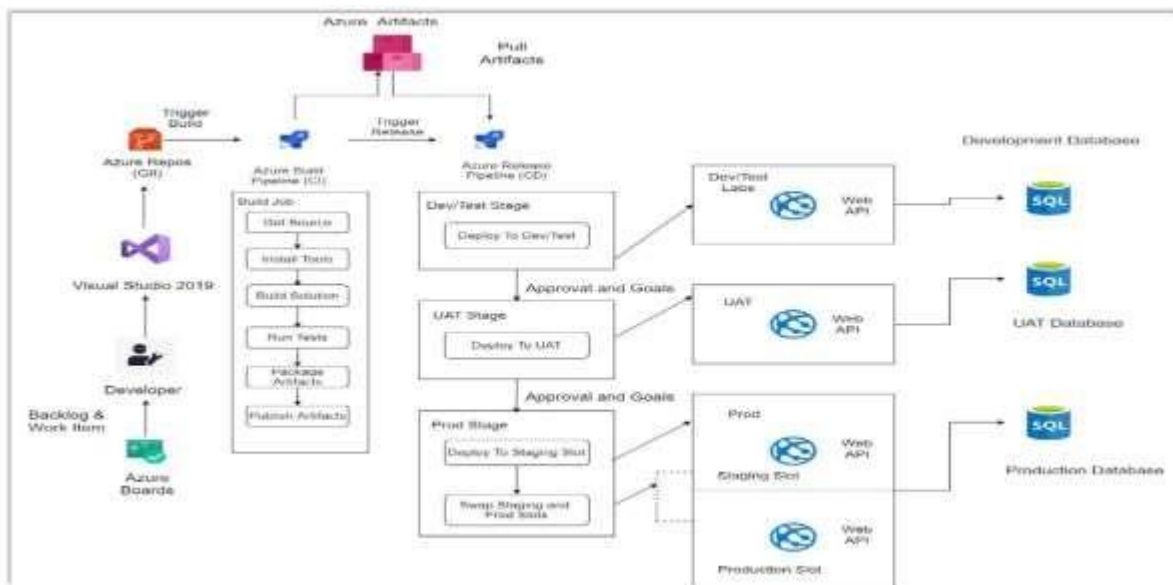 Azure Artifacts
Pull
Artifacts
Trigger
Build
Trigger
Release
Azure Repos
(Git)
Azure Build
Pipeline (CI)
Azure Release
Pipeline (CD)
Build Job
Get Source
Install Tools
Build Solution
Run Tests
Package
Artifacts
Publish Artifacts
Visual Studio 2019
Developer
Backlog &
Work Item
Azure
Boards
Dev/Test Stage
Deploy To Dev/Test
Approval and Goals
UAT Stage
Deploy To UAT
Approval and Goals
Prod Stage
Deploy To Staging Slot
Swap Staging and
Prod Slots
Dev/Test
Labs
Web
API
UAT
Web
API
Prod
Web
API
Staging Slot
Web
API
Production Slot
Development Database
SQL
SQL
UAT Database
SQL
Production Database